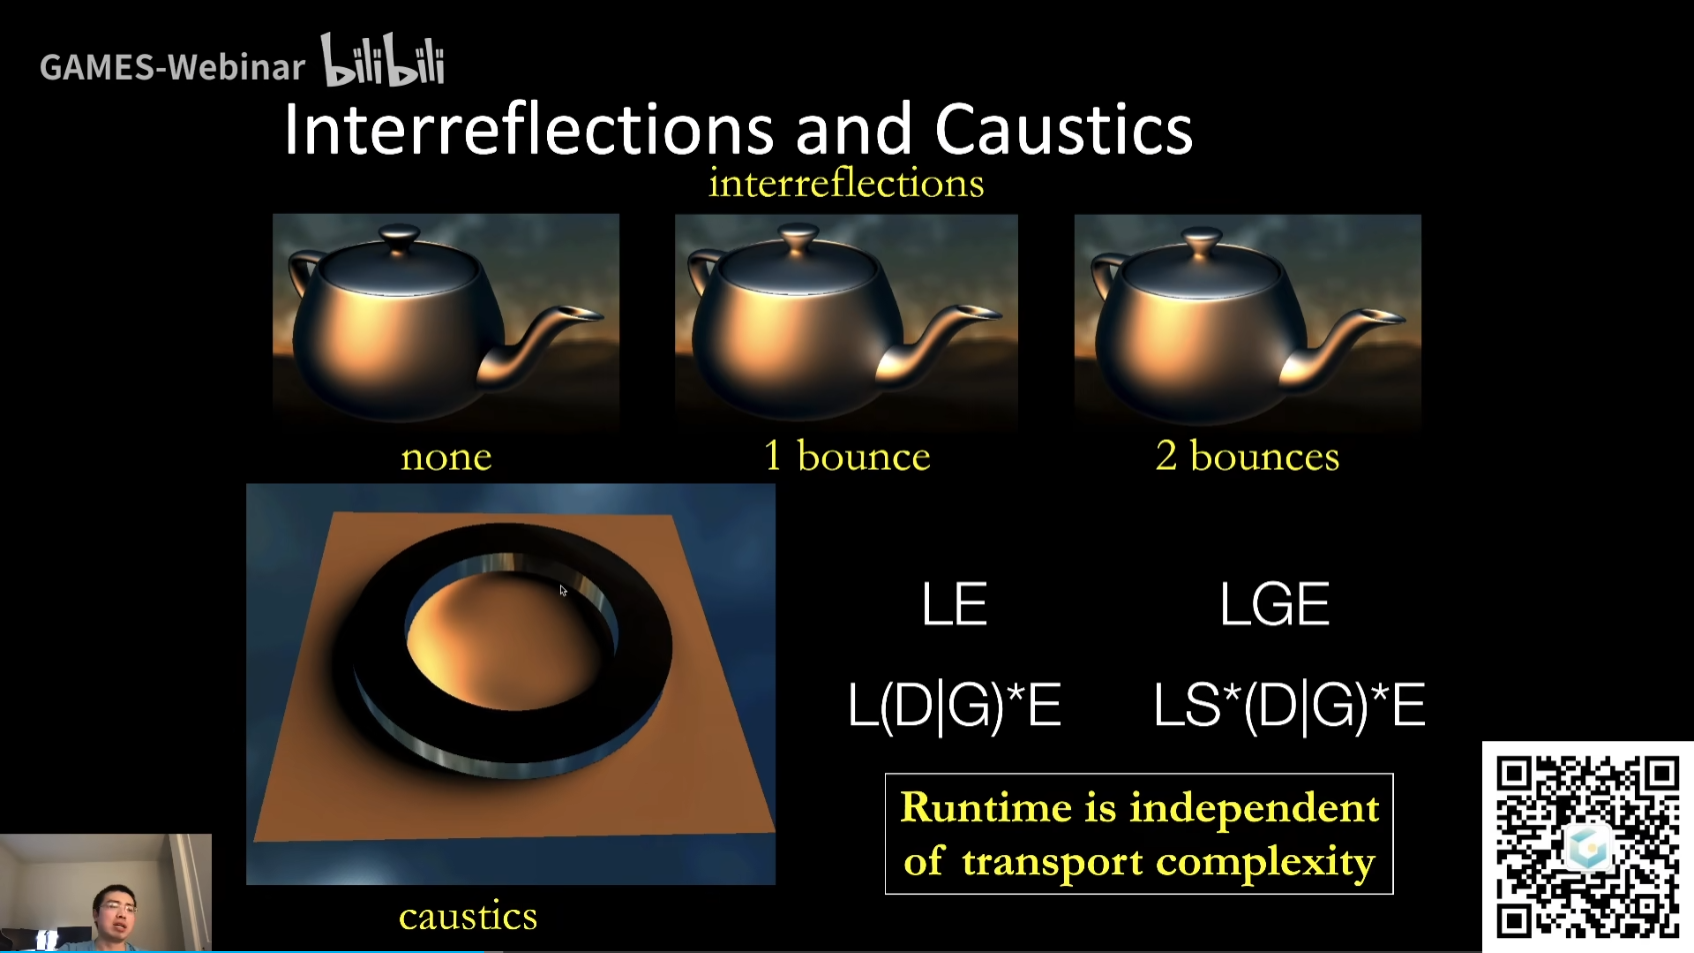 GAMES-Webinar bilibili
Interreflections and Caustics
interreflections
none
1 bounce
2 bounces
LE
LGE
L(D|G)*E
LS*(D|G)*E
Runtime is independent
of transport complexity
caustics